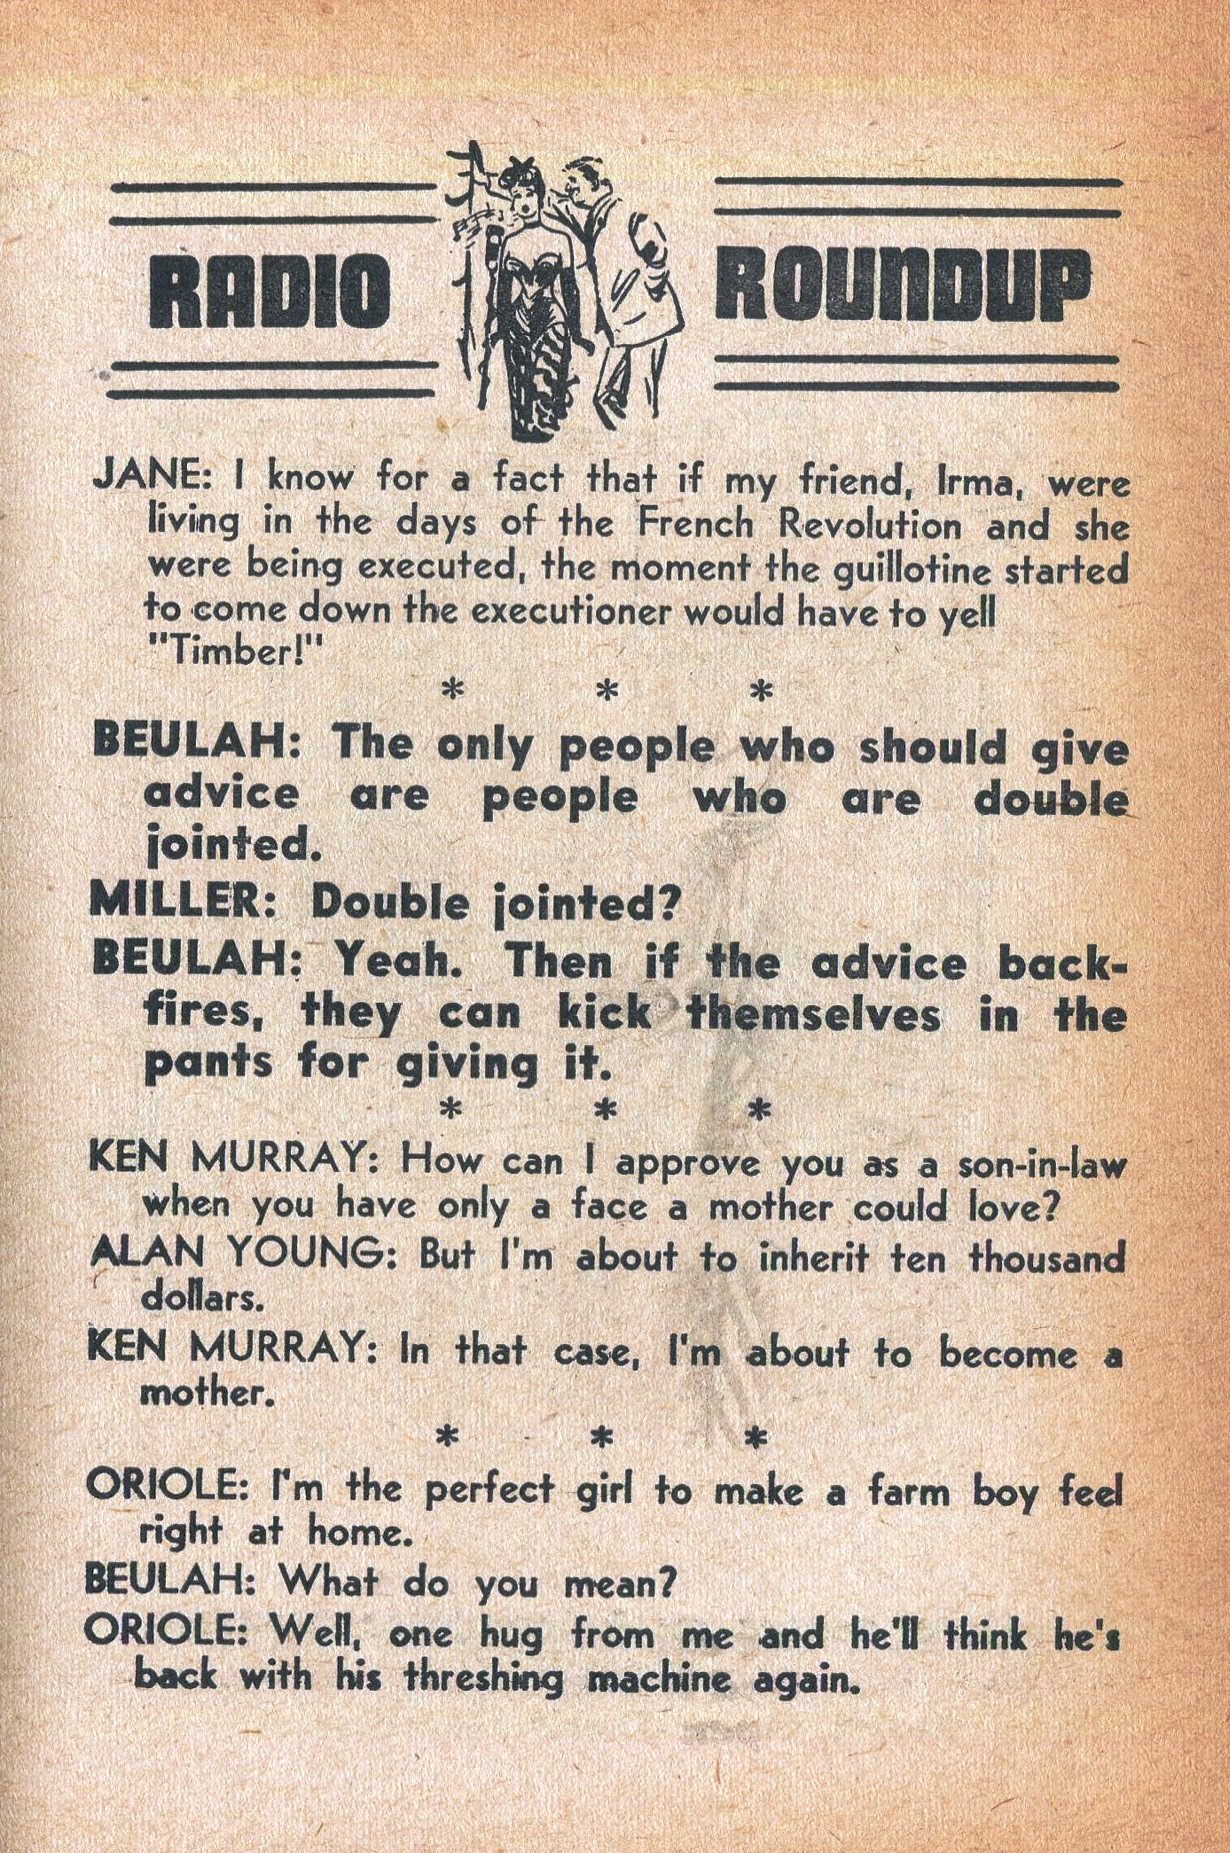 RADIO ROUNDUP
JANE: I know for a fact that if my friend, Irma, were
living in the days of the French Revolution and she
were being executed, the moment the guillotine started
to come down the executioner would have to yell
"Timber!"
* * *
BEULAH: The only people who should give
advice are people who are double
jointed.
MILLER: Double jointed?
BEULAH: Yeah. Then if the advice back-
fires, they can kick themselves in the
pants for giving it.
* * *
KEN MURRAY: How can I approve you as a son-in-law
when you have only a face a mother could love?
ALAN YOUNG: But I'm about to inherit ten thousand
dollars.
KEN MURRAY: In that case, I'm about to become a
mother.
* * *
ORIOLE: I'm the perfect girl to make a farm boy feel
right at home.
BEULAH: What do you mean?
ORIOLE: Well, one hug from me and he'll think he's
back with his threshing machine again.